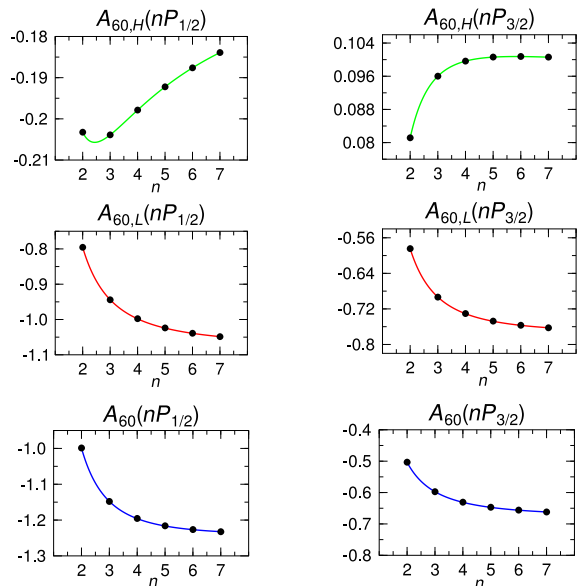 A60,H(nP1/2)
-0.18
-0.19
-0.2
-0.21
2 3 4 5 6 7
n
A60,H(nP3/2)
0.104
0.096
0.088
0.08
2 3 4 5 6 7
n
A60,L(nP1/2)
-0.8
-0.9
-1.0
-1.1
2 3 4 5 6 7
n
A60,L(nP3/2)
-0.56
-0.64
-0.72
-0.8
2 3 4 5 6 7
n
A60(nP1/2)
-1.0
-1.1
-1.2
-1.3
2 3 4 5 6 7
n
A60(nP3/2)
-0.4
-0.5
-0.6
-0.7
-0.8
2 3 4 5 6 7
n